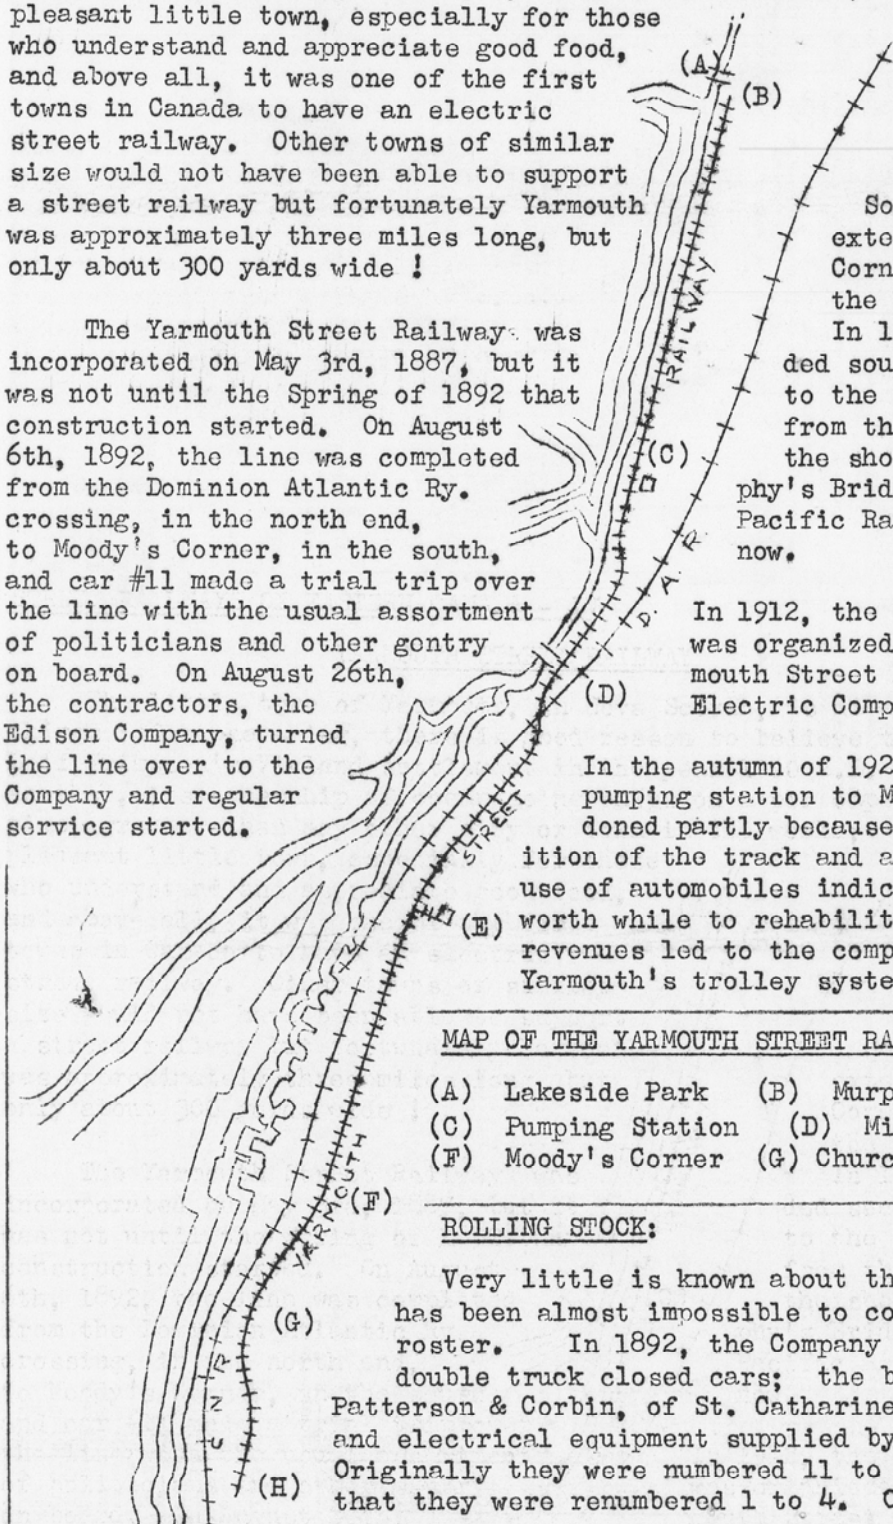 pleasant little town, especially for those
who understand and appreciate good food,
and above all, it was one of the first
towns in Canada to have an electric
street railway. Other towns of similar
size would not have been able to support
a street railway but fortunately Yarmouth
was approximately three miles long, but
only about 300 yards wide !
The Yarmouth Street Railway was
incorporated on May 3rd, 1887, but it
was not until the Spring of 1892 that
construction started. On August
6th, 1892, the line was completed
from the Dominion Atlantic Ry.
crossing, in the north end,
to Moody's Corner, in the south,
and car #11 made a trial trip over
the line with the usual assortment
of politicians and other gentry
on board. On August 26th,
the contractors, the
Edison Company, turned
the line over to the
Company and regular
service started.
(A)
(B)
RAILWAY
(C)
D. A. R.
(D)
STREET
(E)
(F)
YARMOUTH
(G)
C N R
(H)
So
exte
Corn
the
In 1
ded sou
to the
from th
the sho
phy's Brid
Pacific Ra
now.
In 1912, the
was organized
mouth Street
Electric Comp
In the autumn of 192
pumping station to M
doned partly because
ition of the track and a
use of automobiles indic
worth while to rehabilit
revenues led to the comp
Yarmouth's trolley syste
MAP OF THE YARMOUTH STREET RA
(A) Lakeside Park (B) Murp
(C) Pumping Station (D) Mi
(F) Moody's Corner (G) Churc
ROLLING STOCK:
Very little is known about th
has been almost impossible to co
roster. In 1892, the Company
double truck closed cars; the b
Patterson & Corbin, of St. Catharine
and electrical equipment supplied by
Originally they were numbered 11 to
that they were renumbered 1 to 4. C